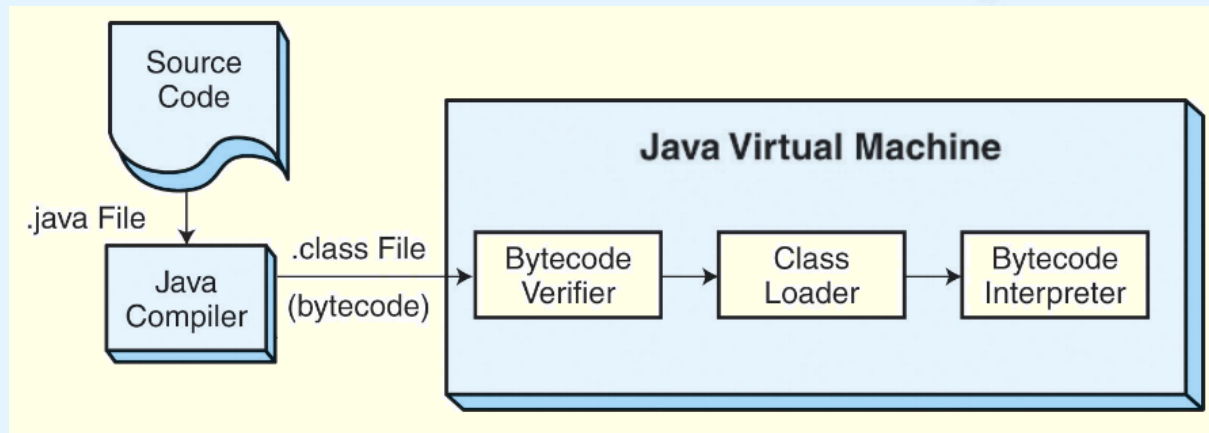 Source
Code
.java File
Java
Compiler
.class File
(bytecode)
Java Virtual Machine
Bytecode
Verifier
Class
Loader
Bytecode
Interpreter